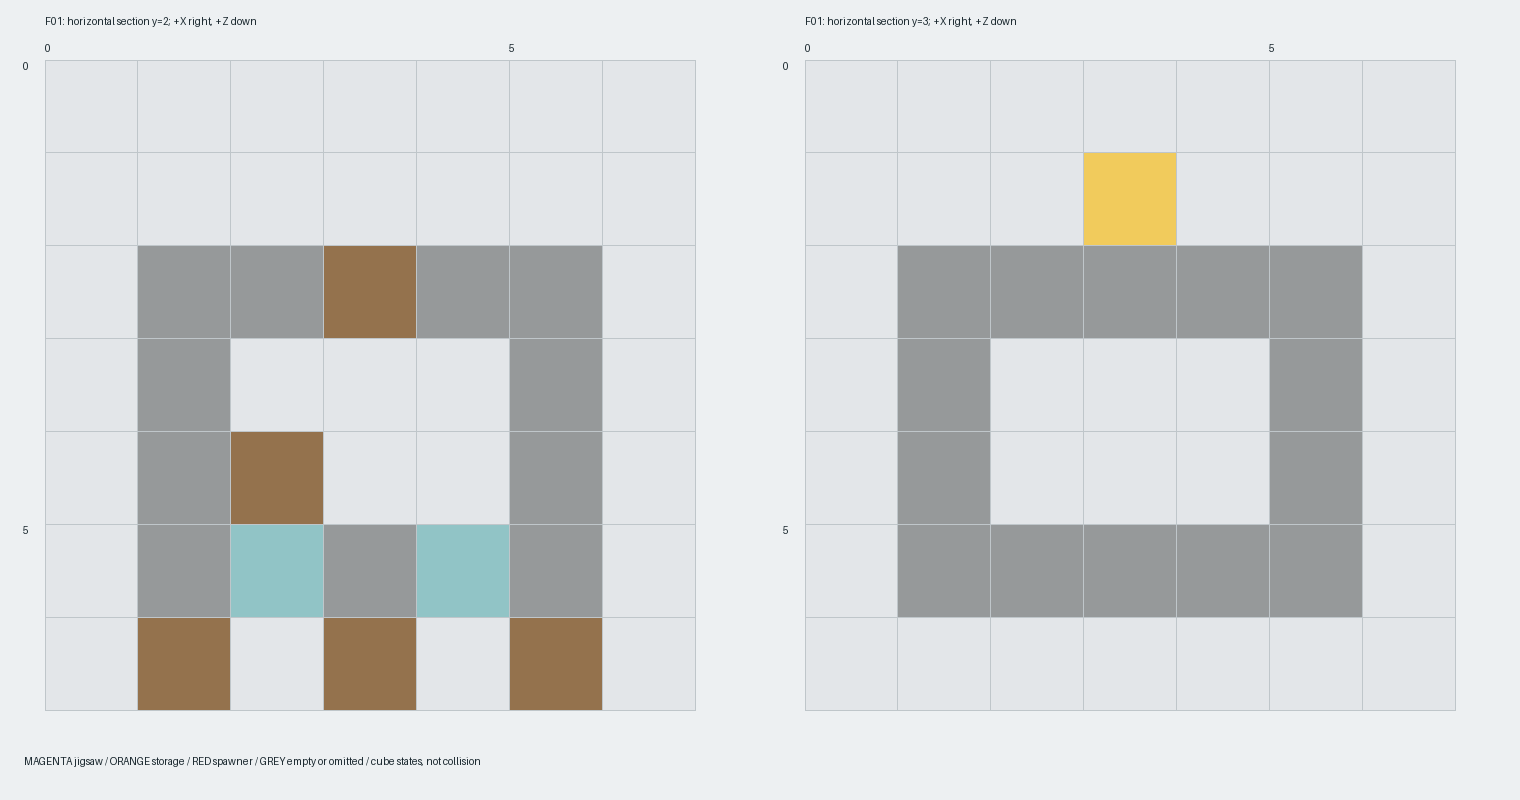 F01: horizontal section y=2; +X right, +Z down
F01: horizontal section y=3; +X right, +Z down
0 5
0 5
0
0
5
5
MAGENTA jigsaw / ORANGE storage / RED spawner / GREY empty or omitted / cube states, not collision